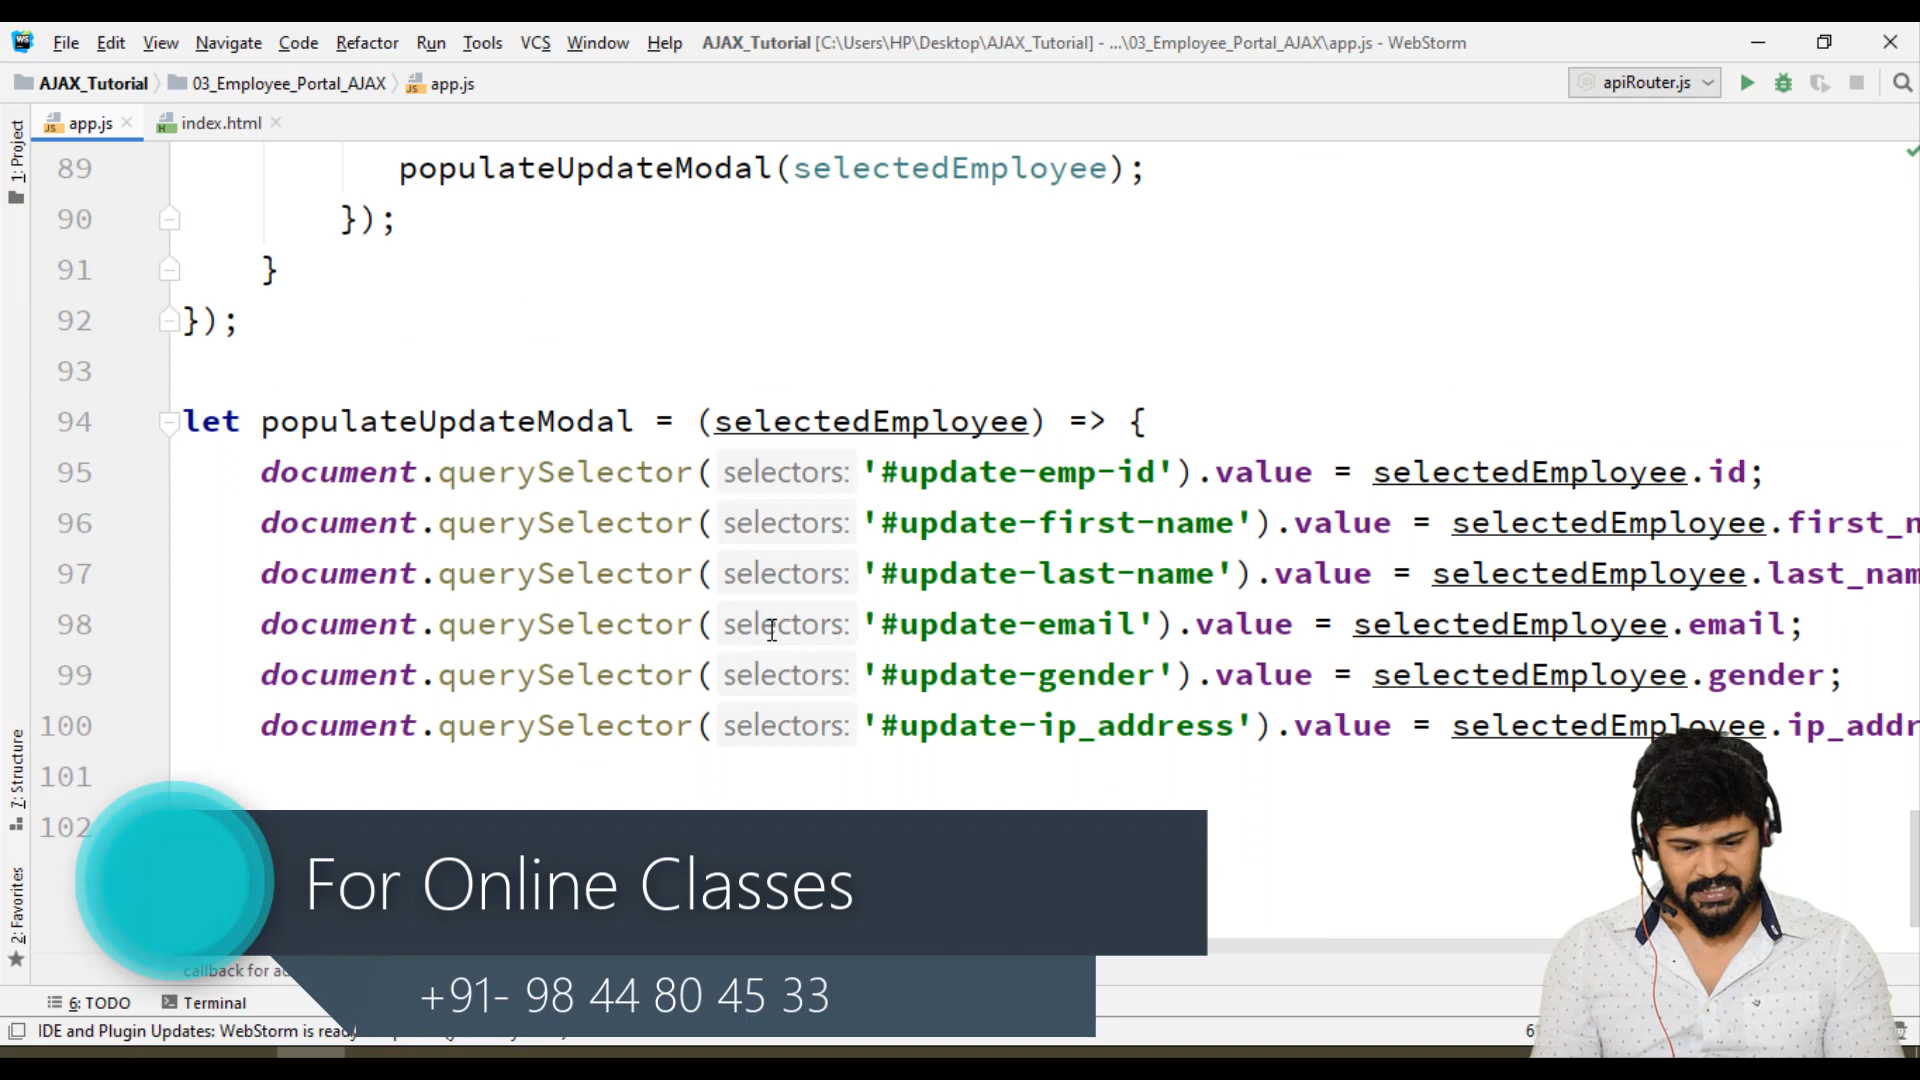 WS File Edit View Navigate Code Refactor Run Tools VCS Window Help AJAX_Tutorial [C:\Users\HP\Desktop\AJAX_Tutorial] - ...\03_Employee_Portal_AJAX\app.js - WebStorm
AJAX_Tutorial 03_Employee_Portal_AJAX app.js apiRouter.js
app.js index.html
1: Project
89 populateUpdateModal(selectedEmployee);
90 });
91 }
92 });
93
94 let populateUpdateModal = (selectedEmployee) => {
95 document.querySelector( selectors: '#update-emp-id').value = selectedEmployee.id;
96 document.querySelector( selectors: '#update-first-name').value = selectedEmployee.first_n
97 document.querySelector( selectors: '#update-last-name').value = selectedEmployee.last_nam
98 document.querySelector( selectors: '#update-email').value = selectedEmployee.email;
99 document.querySelector( selectors: '#update-gender').value = selectedEmployee.gender;
100 document.querySelector( selectors: '#update-ip_address').value = selectedEmployee.ip_addr
101
102
7: Structure
2: Favorites
For Online Classes
+91- 98 44 80 45 33
callback for
6: TODO Terminal
IDE and Plugin Updates: WebStorm is ready